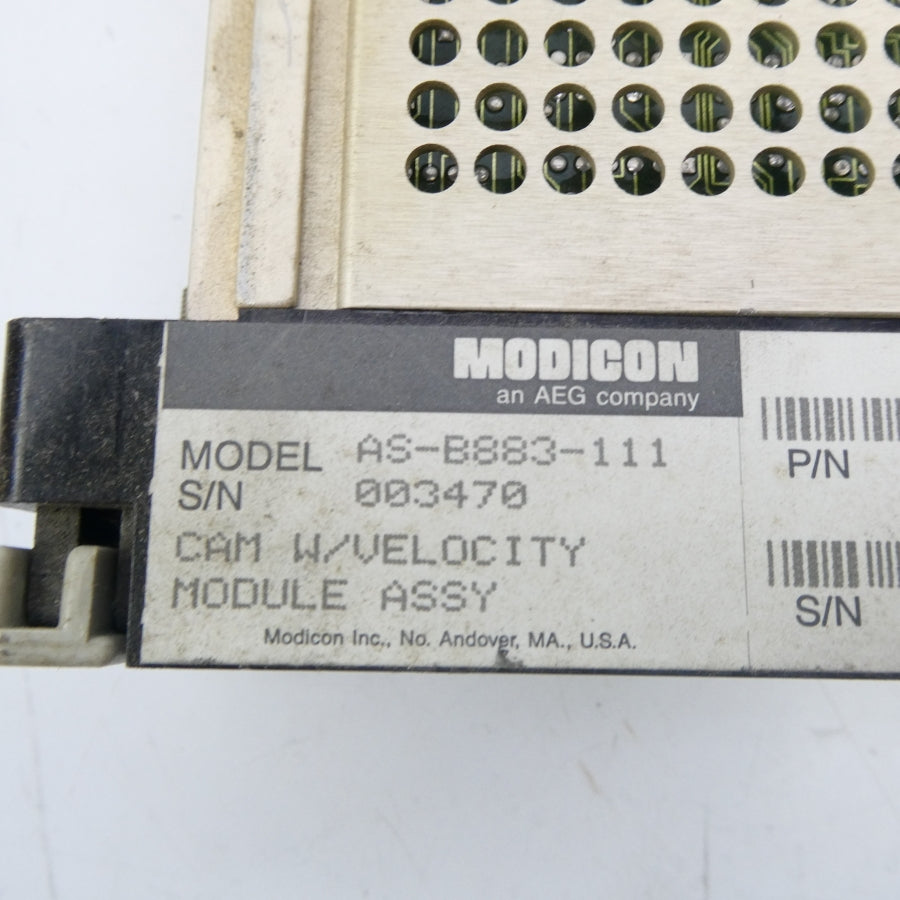 MODICON
an AEG company
MODEL AS-B883-111
S/N 003470
CAM W/VELOCITY
MODULE ASSY
Modicon Inc., No. Andover, MA., U.S.A.
P/N
S/N